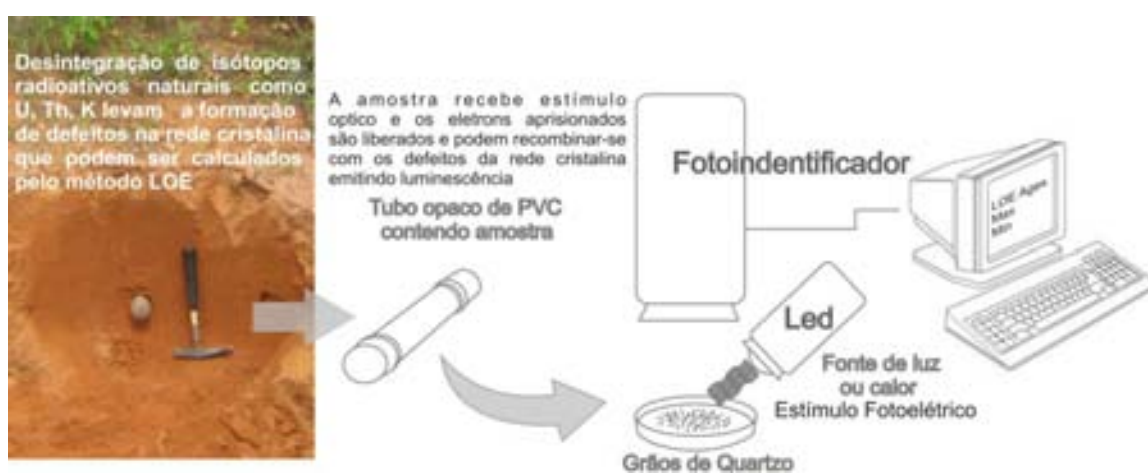 Desintegração de isótopos
radioativos naturais como
U, Th, K levam a formação
de defeitos na rede cristalina
que podem ser calculados
pelo método LOE
A amostra recebe estímulo
optico e os eletrons aprisionados
são liberados e podem recombinar-se
com os defeitos da rede cristalina
emitindo luminescência
Tubo opaco de PVC
contendo amostra
Fotoindentificador
LOE Ages
Max
Min
Led
Fonte de luz
ou calor
Estímulo Fotoelétrico
Grãos de Quartzo